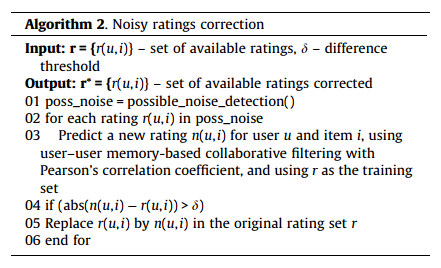 Algorithm 2. Noisy ratings correction
Input: r = {r(u,i)} – set of available ratings, δ – difference
threshold
Output: r* = {r(u,i)} – set of available ratings corrected
01 poss_noise = possible_noise_detection()
02 for each rating r(u,i) in poss_noise
03 Predict a new rating n(u,i) for user u and item i, using
user–user memory-based collaborative filtering with
Pearson's correlation coefficient, and using r as the training
set
04 if (abs(n(u,i) − r(u,i)) > δ)
05 Replace r(u,i) by n(u,i) in the original rating set r
06 end for